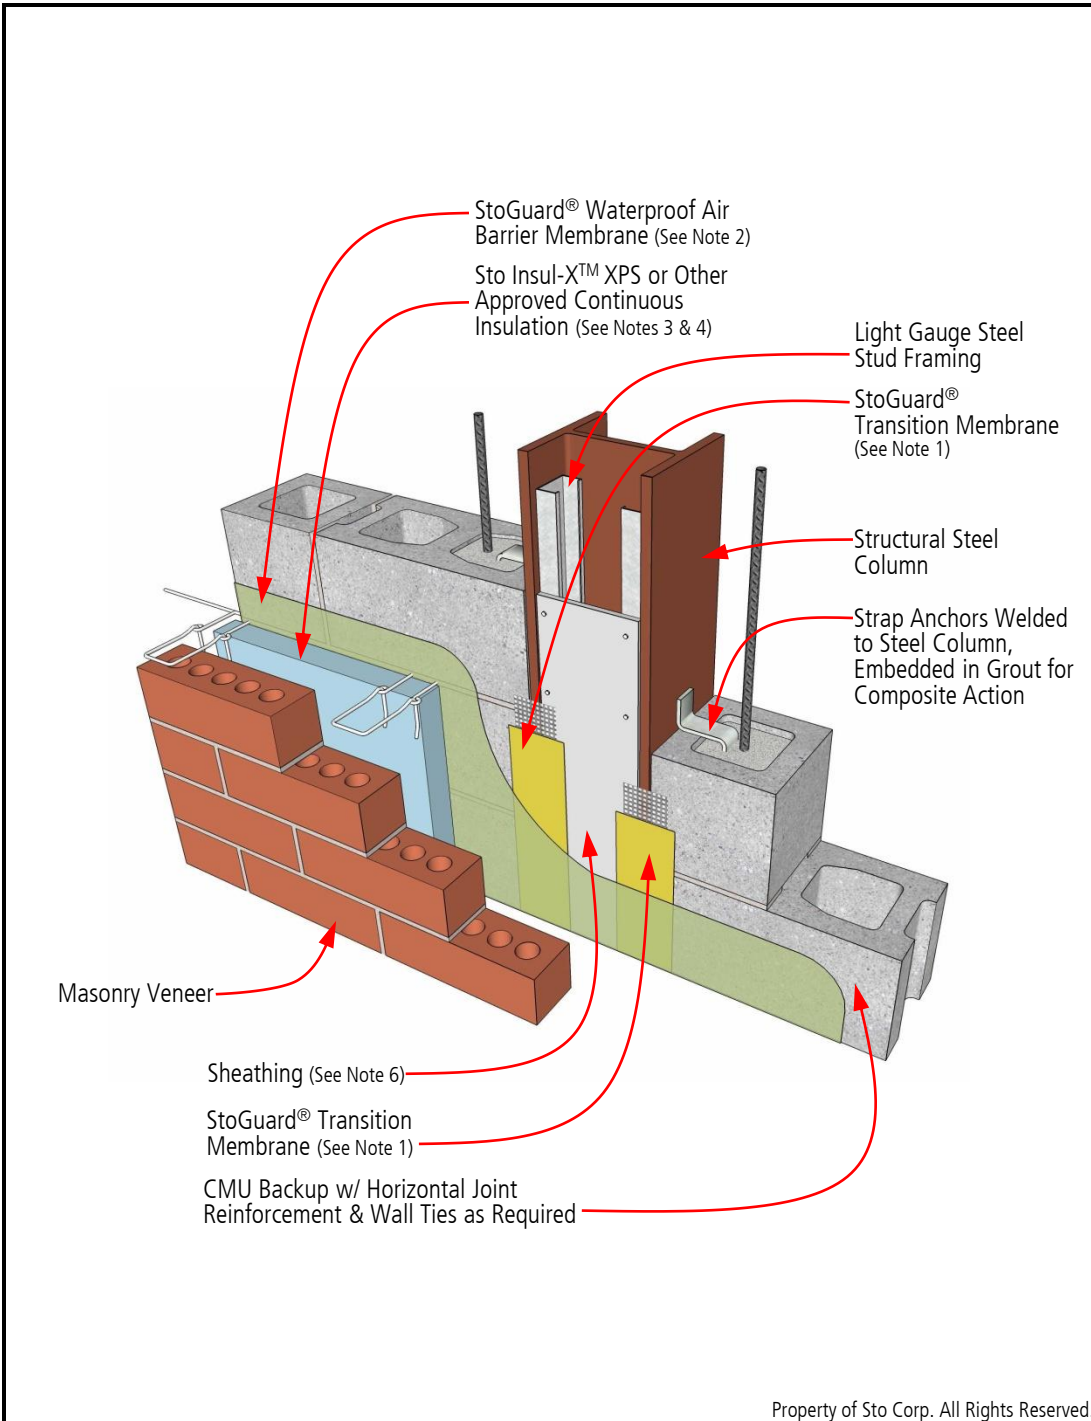 StoGuard® Waterproof Air
Barrier Membrane (See Note 2)
Sto Insul-X™ XPS or Other
Approved Continuous
Insulation (See Notes 3 & 4)
Light Gauge Steel
Stud Framing
StoGuard®
Transition Membrane
(See Note 1)
Structural Steel
Column
Strap Anchors Welded
to Steel Column,
Embedded in Grout for
Composite Action
Masonry Veneer
Sheathing (See Note 6)
StoGuard® Transition
Membrane (See Note 1)
CMU Backup w/ Horizontal Joint
Reinforcement & Wall Ties as Required
Property of Sto Corp. All Rights Reserved